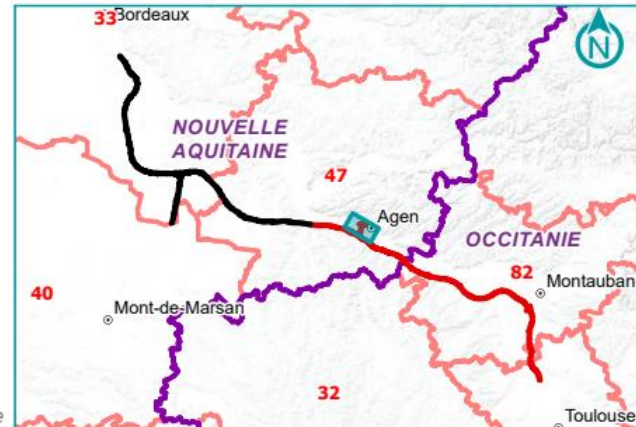 33
Bordeaux
N
NOUVELLE
AQUITAINE
47
Agen
OCCITANIE
82
40
Montauban
Mont-de-Marsan
32
Toulouse